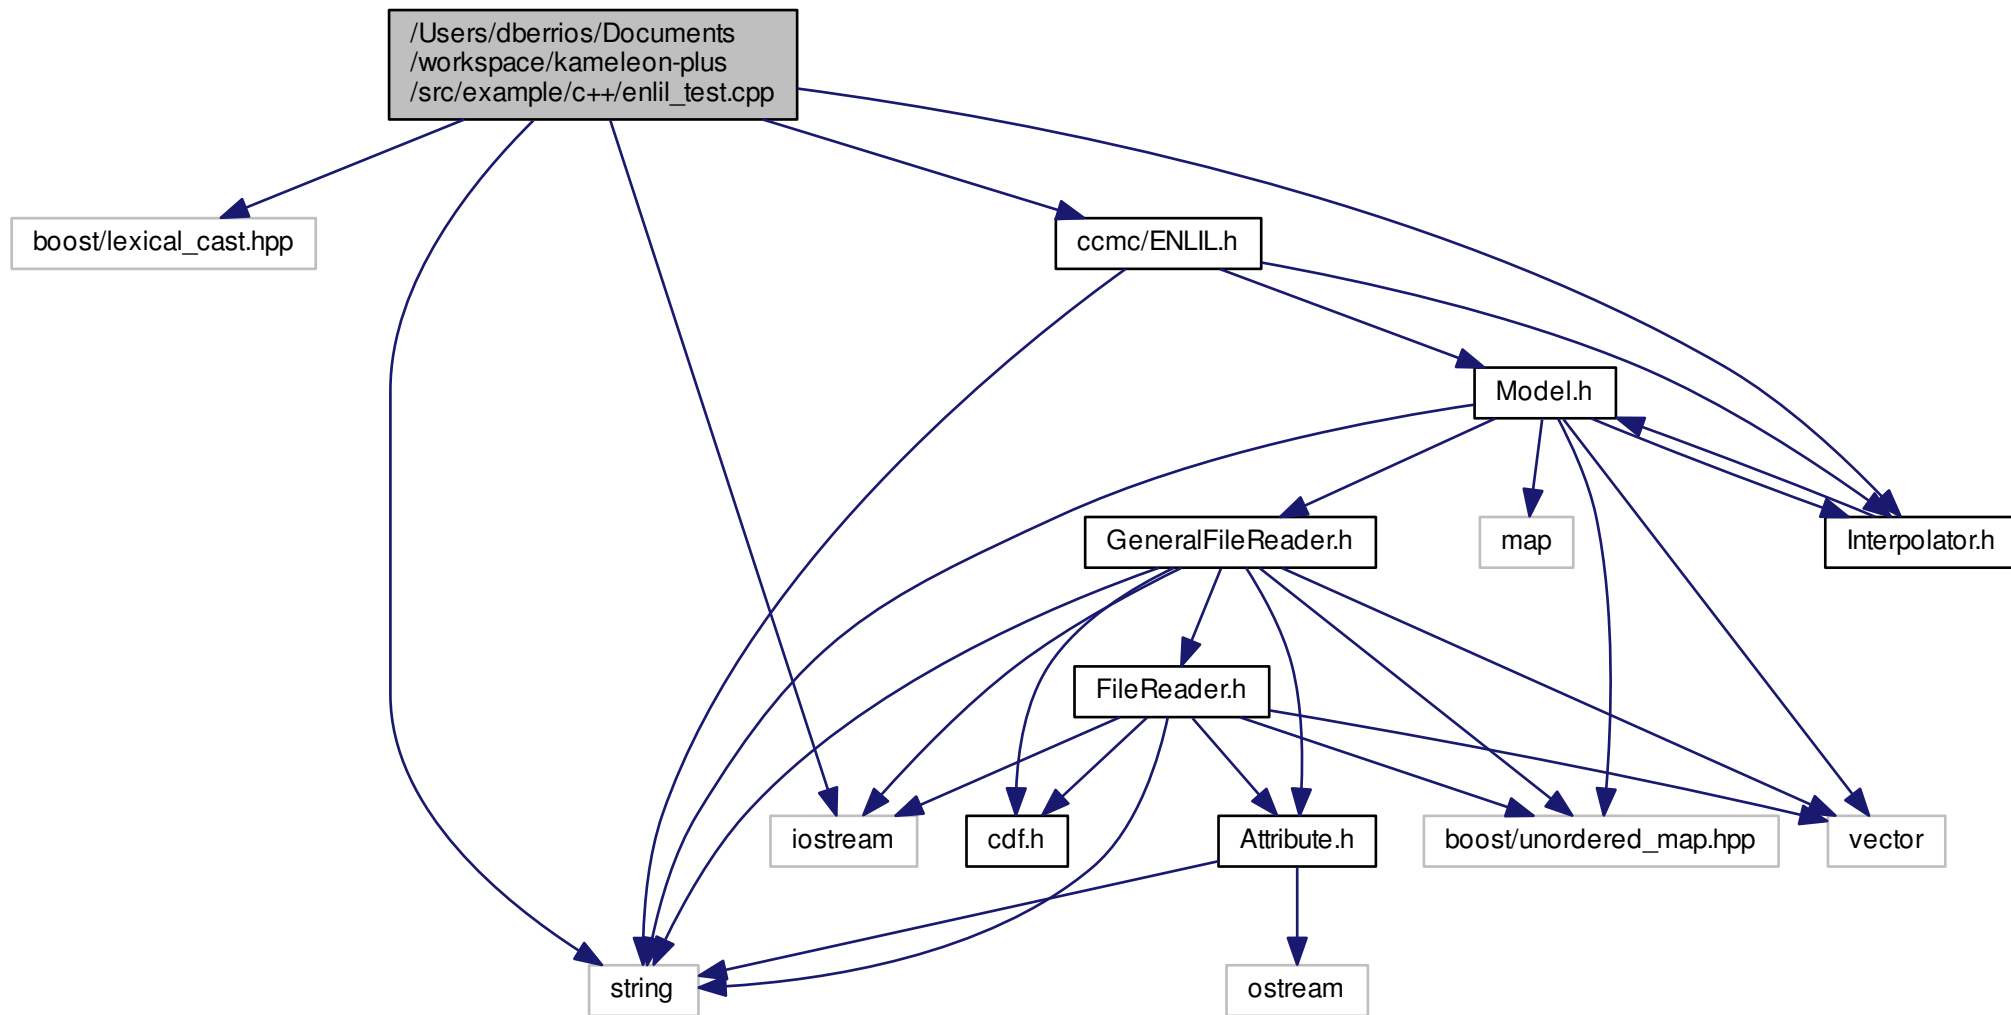 /Users/dberrios/Documents
/workspace/kameleon-plus
/src/example/c++/enlil_test.cpp
boost/lexical_cast.hpp
ccmc/ENLIL.h
Model.h
GeneralFileReader.h
map
Interpolator.h
FileReader.h
iostream
cdf.h
Attribute.h
boost/unordered_map.hpp
vector
string
ostream